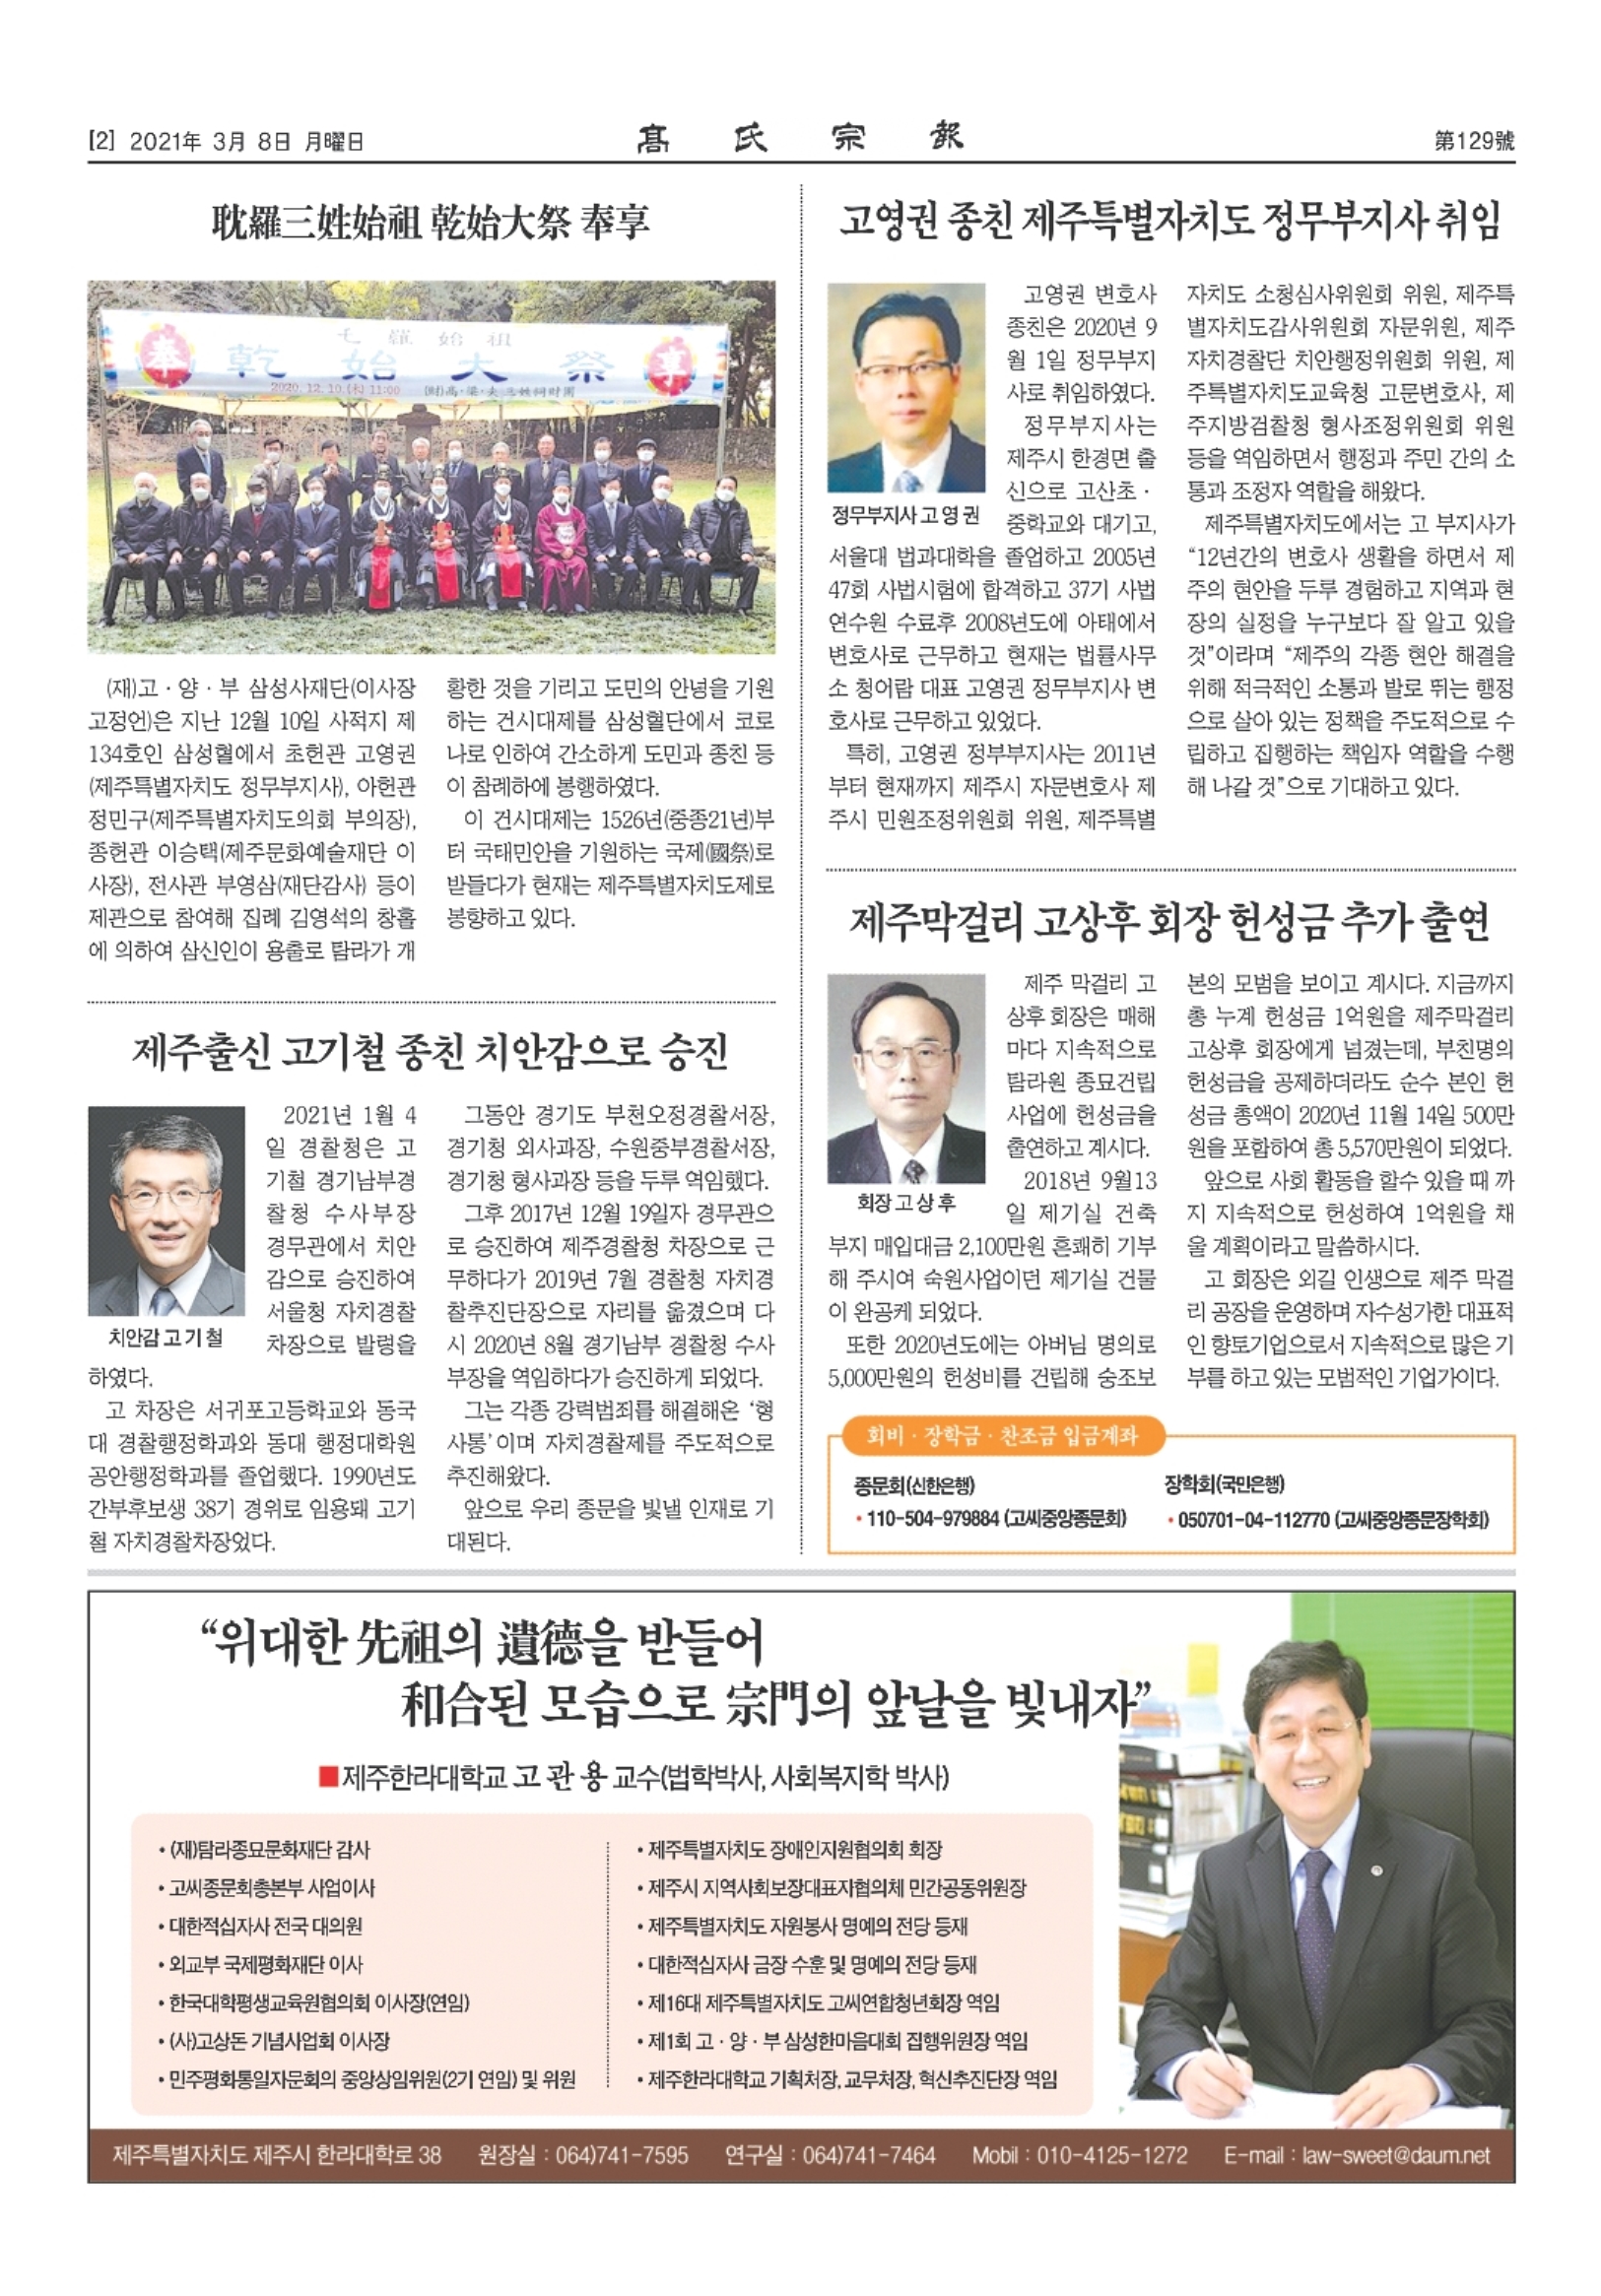 [2] 2021年 3月 8日 月曜日
髙氏宗報
第129號
耽羅三姓始祖 乾始大祭 奉享
乇羅始祖
奉 乾始大祭 享
2020. 12. 10. (木) 11:00 (財)高·梁·夫 三姓祠財團
(재)고 · 양 · 부 삼성사재단(이사장
고정언)은 지난 12월 10일 사적지 제
134호인 삼성혈에서 초헌관 고영권
(제주특별자치도 정무부지사), 아헌관
정민구(제주특별자치도의회 부의장),
종헌관 이승택(제주문화예술재단 이
사장), 전사관 부영삼(재단감사) 등이
제관으로 참여해 집례 김영석의 창홀
에 의하여 삼신인이 용출로 탐라가 개
황한 것을 기리고 도민의 안녕을 기원
하는 건시대제를 삼성혈단에서 코로
나로 인하여 간소하게 도민과 종친 등
이 참례하에 봉행하였다.
이 건시대제는 1526년(중종21년)부
터 국태민안을 기원하는 국제(國祭)로
받들다가 현재는 제주특별자치도제로
봉향하고 있다.
제주출신 고기철 종친 치안감으로 승진
치안감 고 기 철
2021년 1월 4
일 경찰청은 고
기철 경기남부경
찰청 수사부장
경무관에서 치안
감으로 승진하여
서울청 자치경찰
차장으로 발령을
하였다.
고 차장은 서귀포고등학교와 동국
대 경찰행정학과와 동대 행정대학원
공안행정학과를 졸업했다. 1990년도
간부후보생 38기 경위로 임용돼 고기
철 자치경찰차장었다.
그동안 경기도 부천오정경찰서장,
경기청 외사과장, 수원중부경찰서장,
경기청 형사과장 등을 두루 역임했다.
그후 2017년 12월 19일자 경무관으
로 승진하여 제주경찰청 차장으로 근
무하다가 2019년 7월 경찰청 자치경
찰추진단장으로 자리를 옮겼으며 다
시 2020년 8월 경기남부 경찰청 수사
부장을 역임하다가 승진하게 되었다.
그는 각종 강력범죄를 해결해온 ‘형
사통’이며 자치경찰제를 주도적으로
추진해왔다.
앞으로 우리 종문을 빛낼 인재로 기
대된다.
고영권 종친 제주특별자치도 정무부지사 취임
정무부지사 고 영 권
고영권 변호사
종친은 2020년 9
월 1일 정무부지
사로 취임하였다.
정무부지사는
제주시 한경면 출
신으로 고산초 ·
중학교와 대기고,
서울대 법과대학을 졸업하고 2005년
47회 사법시험에 합격하고 37기 사법
연수원 수료후 2008년도에 아태에서
변호사로 근무하고 현재는 법률사무
소 청어람 대표 고영권 정무부지사 변
호사로 근무하고 있었다.
특히, 고영권 정부부지사는 2011년
부터 현재까지 제주시 자문변호사 제
주시 민원조정위원회 위원, 제주특별
자치도 소청심사위원회 위원, 제주특
별자치도감사위원회 자문위원, 제주
자치경찰단 치안행정위원회 위원, 제
주특별자치도교육청 고문변호사, 제
주지방검찰청 형사조정위원회 위원
등을 역임하면서 행정과 주민 간의 소
통과 조정자 역할을 해왔다.
제주특별자치도에서는 고 부지사가
“12년간의 변호사 생활을 하면서 제
주의 현안을 두루 경험하고 지역과 현
장의 실정을 누구보다 잘 알고 있을
것”이라며 “제주의 각종 현안 해결을
위해 적극적인 소통과 발로 뛰는 행정
으로 살아 있는 정책을 주도적으로 수
립하고 집행하는 책임자 역할을 수행
해 나갈 것”으로 기대하고 있다.
제주막걸리 고상후 회장 헌성금 추가 출연
회장 고 상 후
제주 막걸리 고
상후 회장은 매해
마다 지속적으로
탐라원 종묘건립
사업에 헌성금을
출연하고 계시다.
2018년 9월13
일 제기실 건축
부지 매입대금 2,100만원 흔쾌히 기부
해 주시여 숙원사업이던 제기실 건물
이 완공케 되었다.
또한 2020년도에는 아버님 명의로
5,000만원의 헌성비를 건립해 숭조보
본의 모범을 보이고 계시다. 지금까지
총 누계 헌성금 1억원을 제주막걸리
고상후 회장에게 넘겼는데, 부친명의
헌성금을 공제하더라도 순수 본인 헌
성금 총액이 2020년 11월 14일 500만
원을 포함하여 총 5,570만원이 되었다.
앞으로 사회 활동을 할수 있을 때 까
지 지속적으로 헌성하여 1억원을 채
울 계획이라고 말씀하시다.
고 회장은 외길 인생으로 제주 막걸
리 공장을 운영하며 자수성가한 대표적
인 향토기업으로서 지속적으로 많은 기
부를 하고 있는 모범적인 기업가이다.
회비 · 장학금 · 찬조금 입금계좌
종문회(신한은행)
• 110-504-979884 (고씨중앙종문회)
장학회(국민은행)
• 050701-04-112770 (고씨중앙종문장학회)
“위대한 先祖의 遺德을 받들어
和合된 모습으로 宗門의 앞날을 빛내자”
■제주한라대학교 고 관 용 교수(법학박사, 사회복지학 박사)
• (재)탐라종묘문화재단 감사
• 고씨종문회총본부 사업이사
• 대한적십자사 전국 대의원
• 외교부 국제평화재단 이사
• 한국대학평생교육원협의회 이사장(연임)
• (사)고상돈 기념사업회 이사장
• 민주평화통일자문회의 중앙상임위원(2기 연임) 및 위원
• 제주특별자치도 장애인지원협의회 회장
• 제주시 지역사회보장대표자협의체 민간공동위원장
• 제주특별자치도 자원봉사 명예의 전당 등재
• 대한적십자사 금장 수훈 및 명예의 전당 등재
• 제16대 제주특별자치도 고씨연합청년회장 역임
• 제1회 고 · 양 · 부 삼성한마음대회 집행위원장 역임
• 제주한라대학교 기획처장, 교무처장, 혁신추진단장 역임
제주특별자치도 제주시 한라대학로 38 원장실 : 064)741-7595 연구실 : 064)741-7464 Mobil : 010-4125-1272 E-mail : law-sweet@daum.net